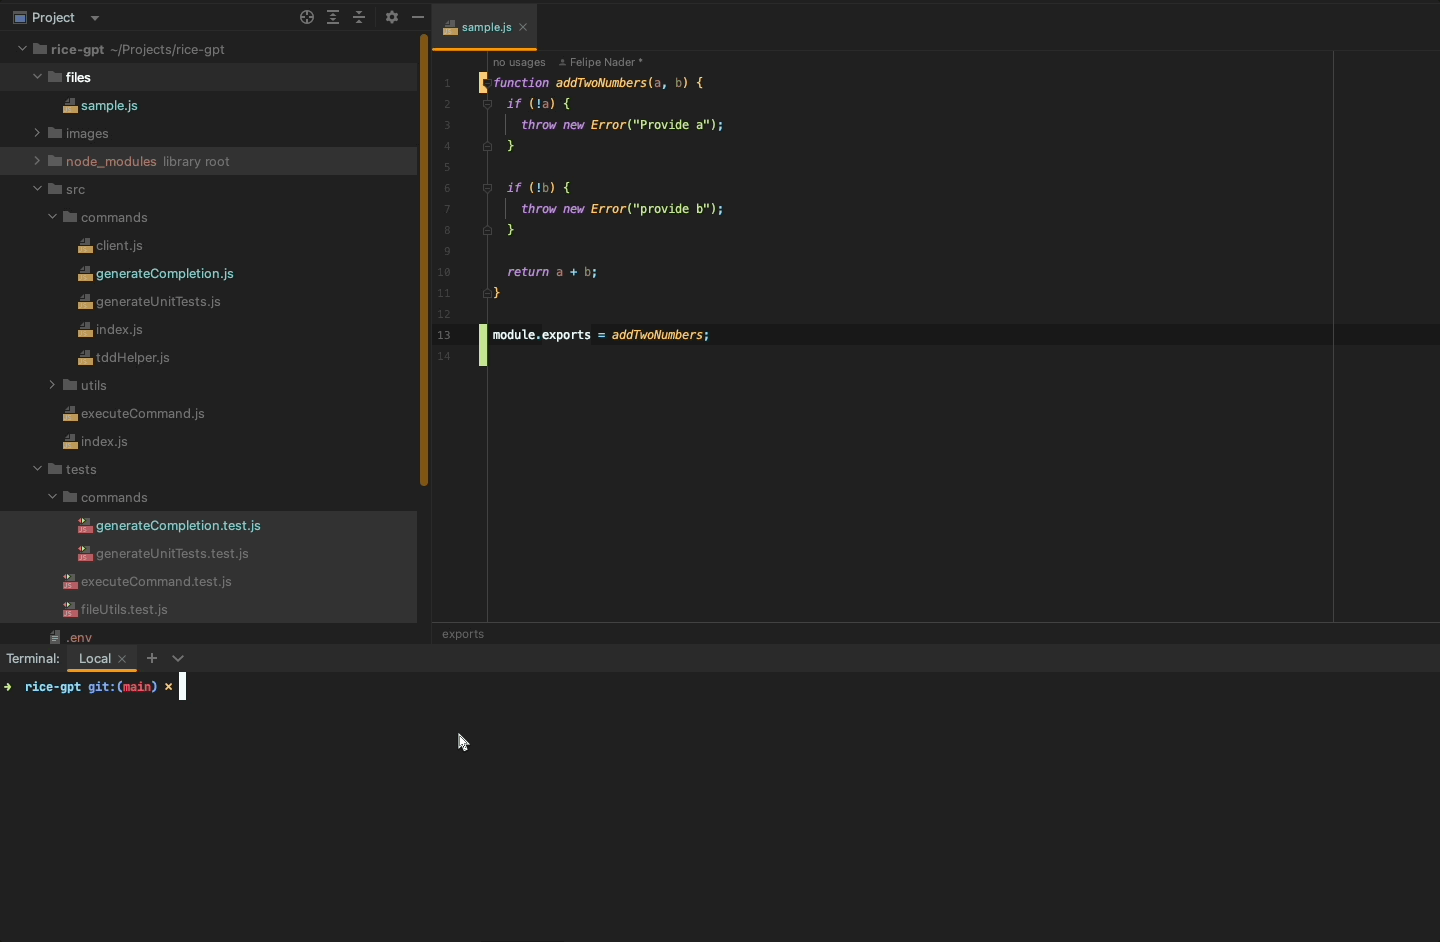 Project
rice-gpt ~/Projects/rice-gpt
files
sample.js
images
node_modules library root
src
commands
client.js
generateCompletion.js
generateUnitTests.js
index.js
tddHelper.js
utils
executeCommand.js
index.js
tests
commands
generateCompletion.test.js
generateUnitTests.test.js
executeCommand.test.js
fileUtils.test.js
.env
sample.js
no usages Felipe Nader *
1 function addTwoNumbers(a, b) {
2 if (!a) {
3 throw new Error("Provide a");
4 }
5
6 if (!b) {
7 throw new Error("provide b");
8 }
9
10 return a + b;
11 }
12
13 module.exports = addTwoNumbers;
14
exports
Terminal: Local
rice-gpt git:(main) ×